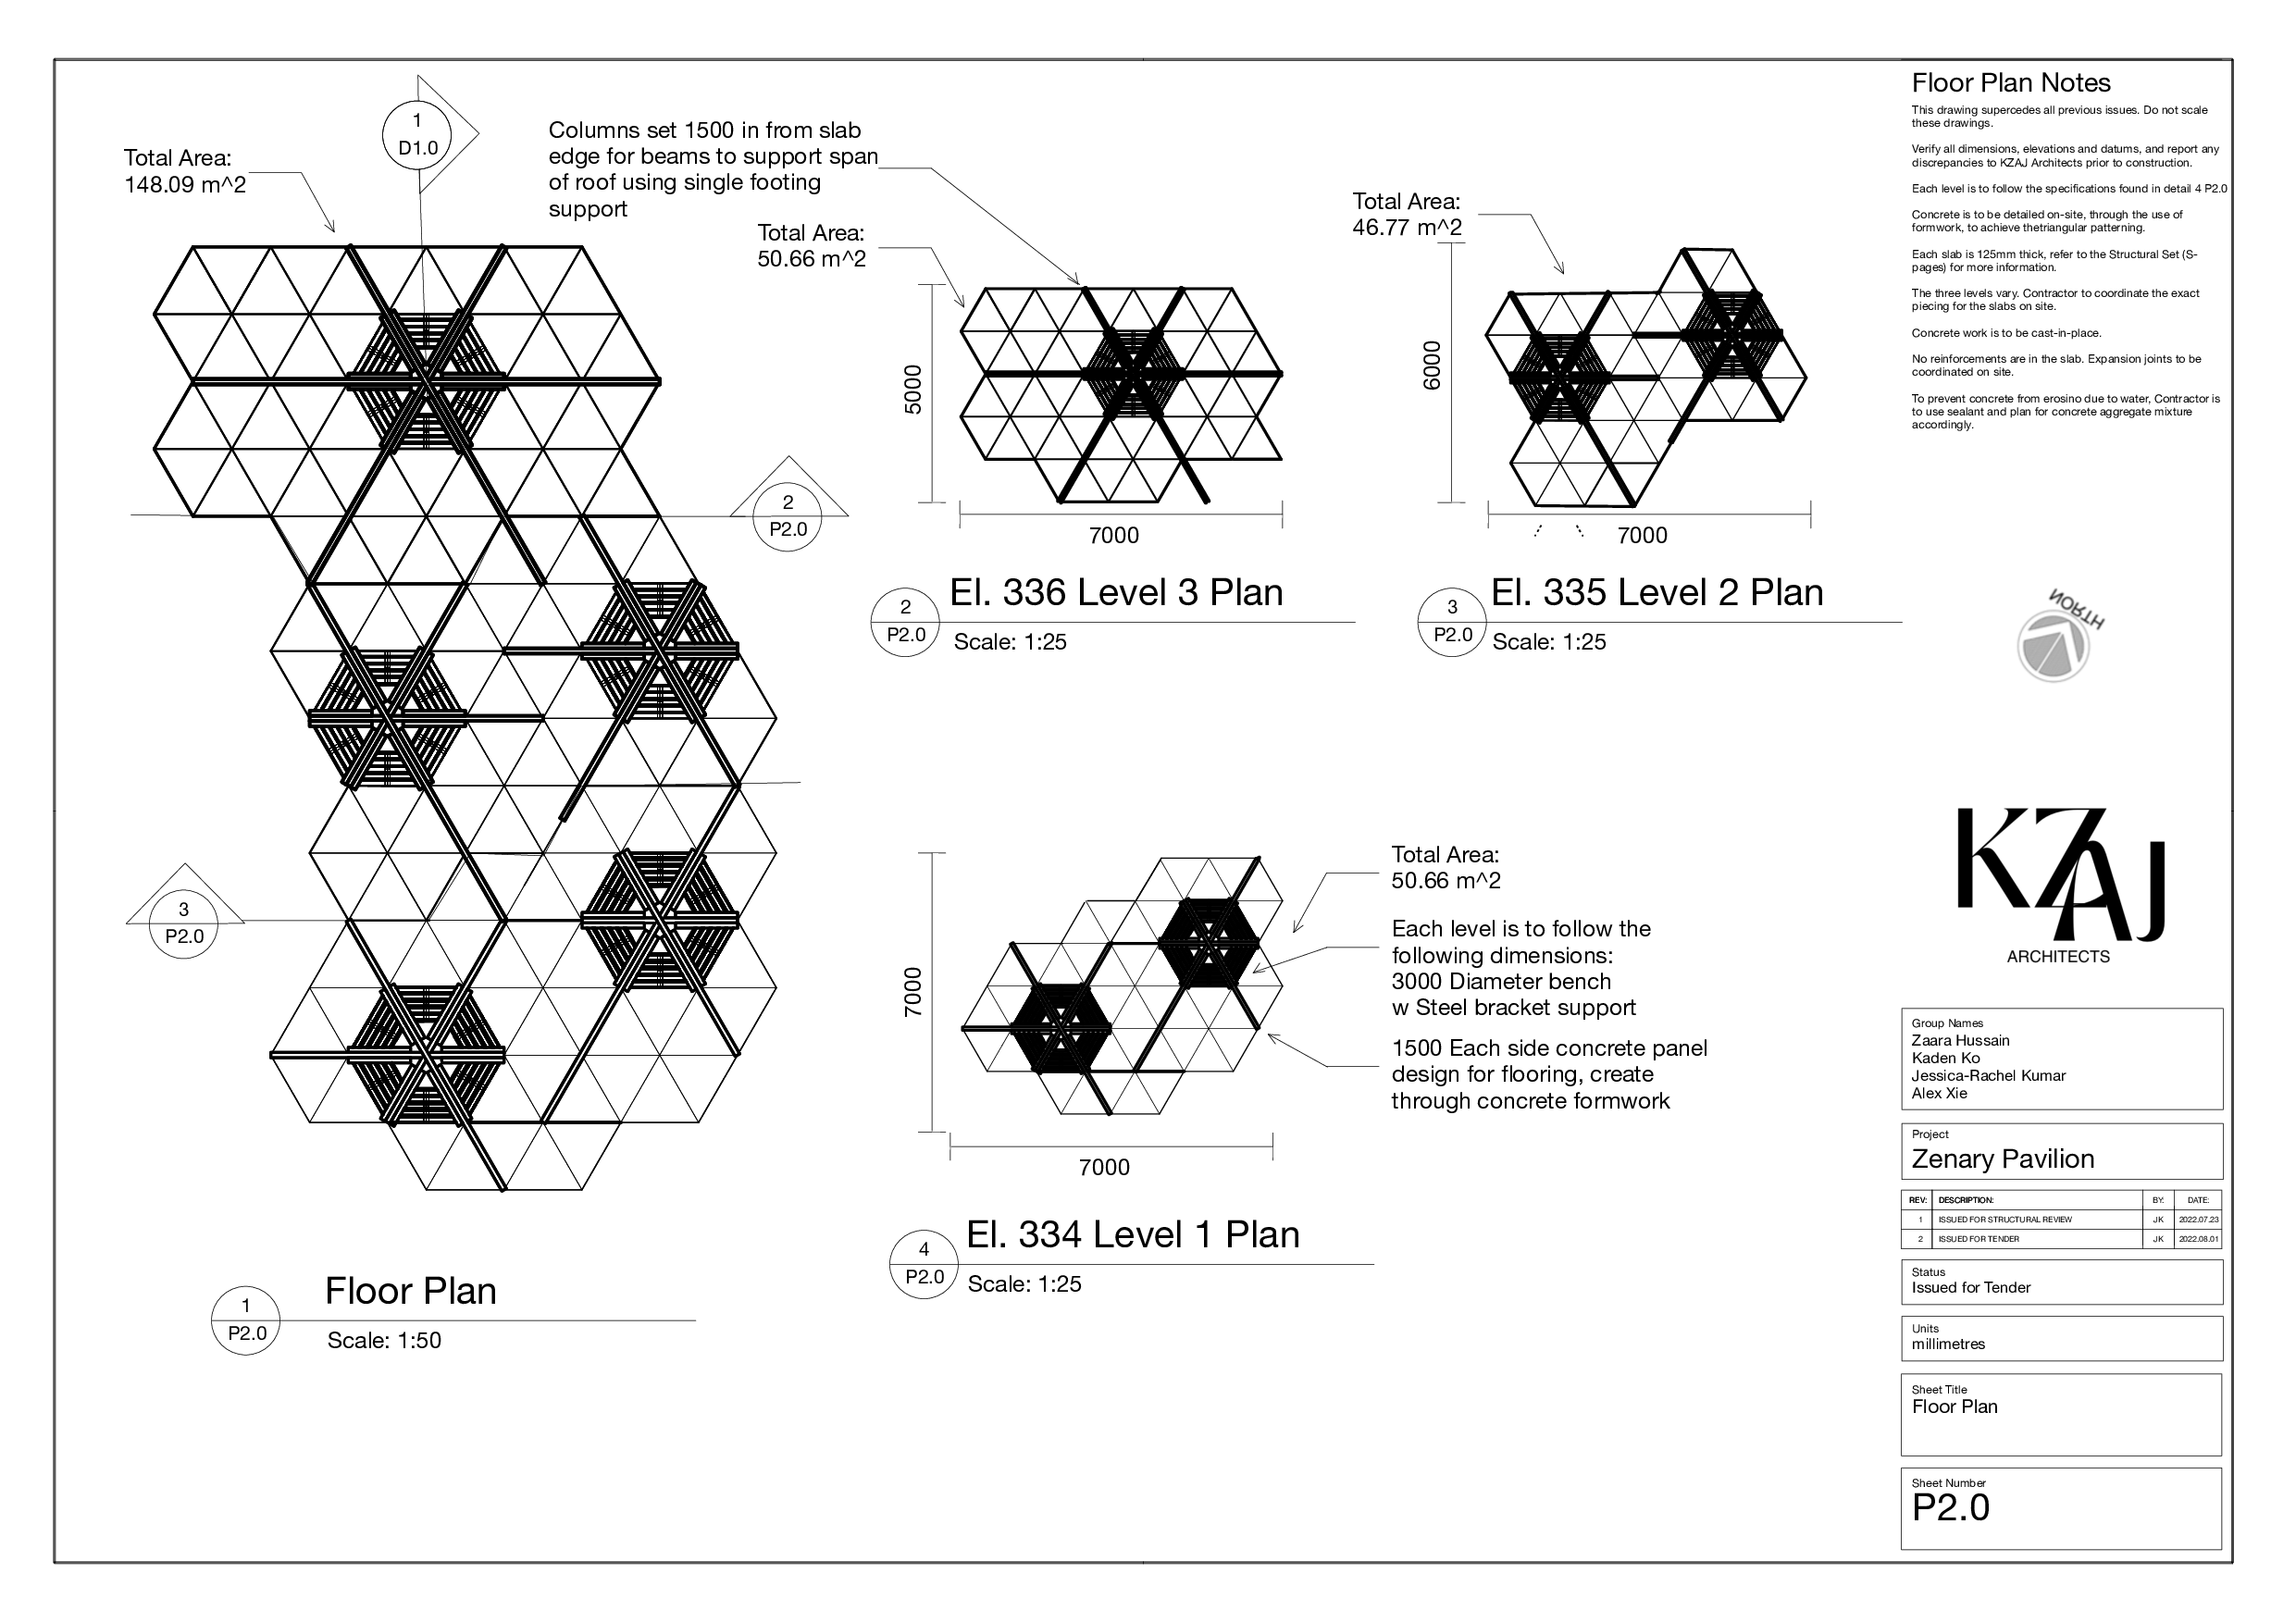 1
D1.0
Total Area:
148.09 m^2
Columns set 1500 in from slab
edge for beams to support span
of roof using single footing
support
Total Area:
50.66 m^2
Total Area:
46.77 m^2
5000
7000
6000
7000
2
P2.0
El. 336 Level 3 Plan
Scale: 1:25
3
P2.0
El. 335 Level 2 Plan
Scale: 1:25
2
P2.0
3
P2.0
Total Area:
50.66 m^2
Each level is to follow the
following dimensions:
3000 Diameter bench
w Steel bracket support
1500 Each side concrete panel
design for flooring, create
through concrete formwork
7000
7000
4
P2.0
El. 334 Level 1 Plan
Scale: 1:25
1
P2.0
Floor Plan
Scale: 1:50
Floor Plan Notes
This drawing supercedes all previous issues. Do not scale
these drawings.
Verify all dimensions, elevations and datums, and report any
discrepancies to KZAJ Architects prior to construction.
Each level is to follow the specifications found in detail 4 P2.0
Concrete is to be detailed on-site, through the use of
formwork, to achieve thetriangular patterning.
Each slab is 125mm thick, refer to the Structural Set (S-
pages) for more information.
The three levels vary. Contractor to coordinate the exact
piecing for the slabs on site.
Concrete work is to be cast-in-place.
No reinforcements are in the slab. Expansion joints to be
coordinated on site.
To prevent concrete from erosino due to water, Contractor is
to use sealant and plan for concrete aggregate mixture
accordingly.
NORTH
KZAJ
ARCHITECTS
Group Names
Zaara Hussain
Kaden Ko
Jessica-Rachel Kumar
Alex Xie
Project
Zenary Pavilion
REV: DESCRIPTION: BY: DATE:
1 ISSUED FOR STRUCTURAL REVIEW JK 2022.07.23
2 ISSUED FOR TENDER JK 2022.08.01
Status
Issued for Tender
Units
millimetres
Sheet Title
Floor Plan
Sheet Number
P2.0